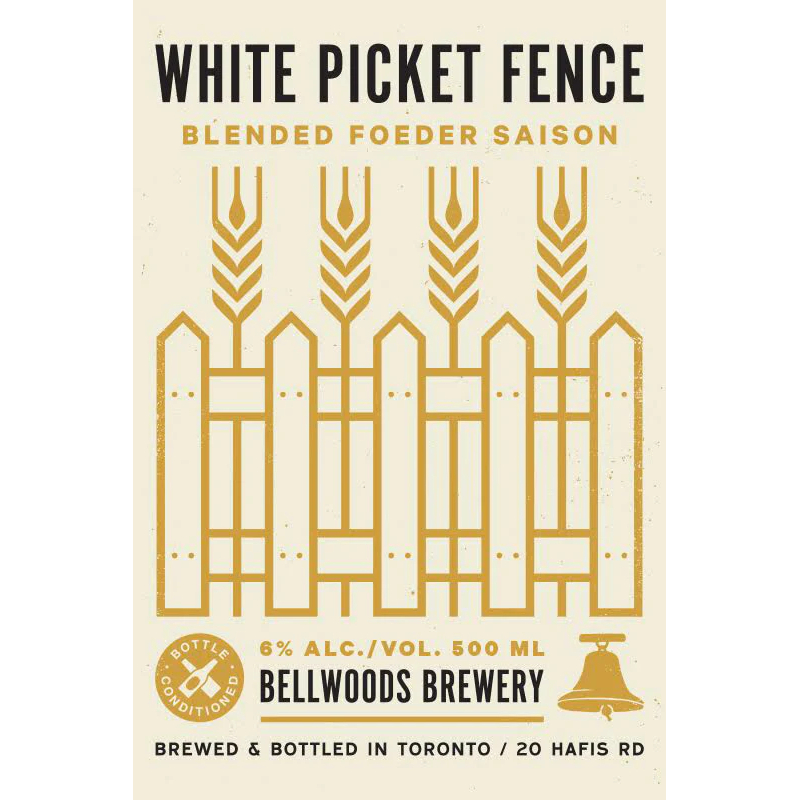 WHITE PICKET FENCE
BLENDED FOEDER SAISON
BOTTLE
CONDITIONED
6% ALC./VOL. 500 ML
BELLWOODS BREWERY
BREWED & BOTTLED IN TORONTO / 20 HAFIS RD